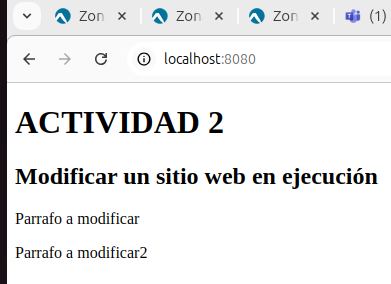 Zon
Zon
Zon
(1)
localhost:8080
ACTIVIDAD 2
Modificar un sitio web en ejecución
Parrafo a modificar
Parrafo a modificar2